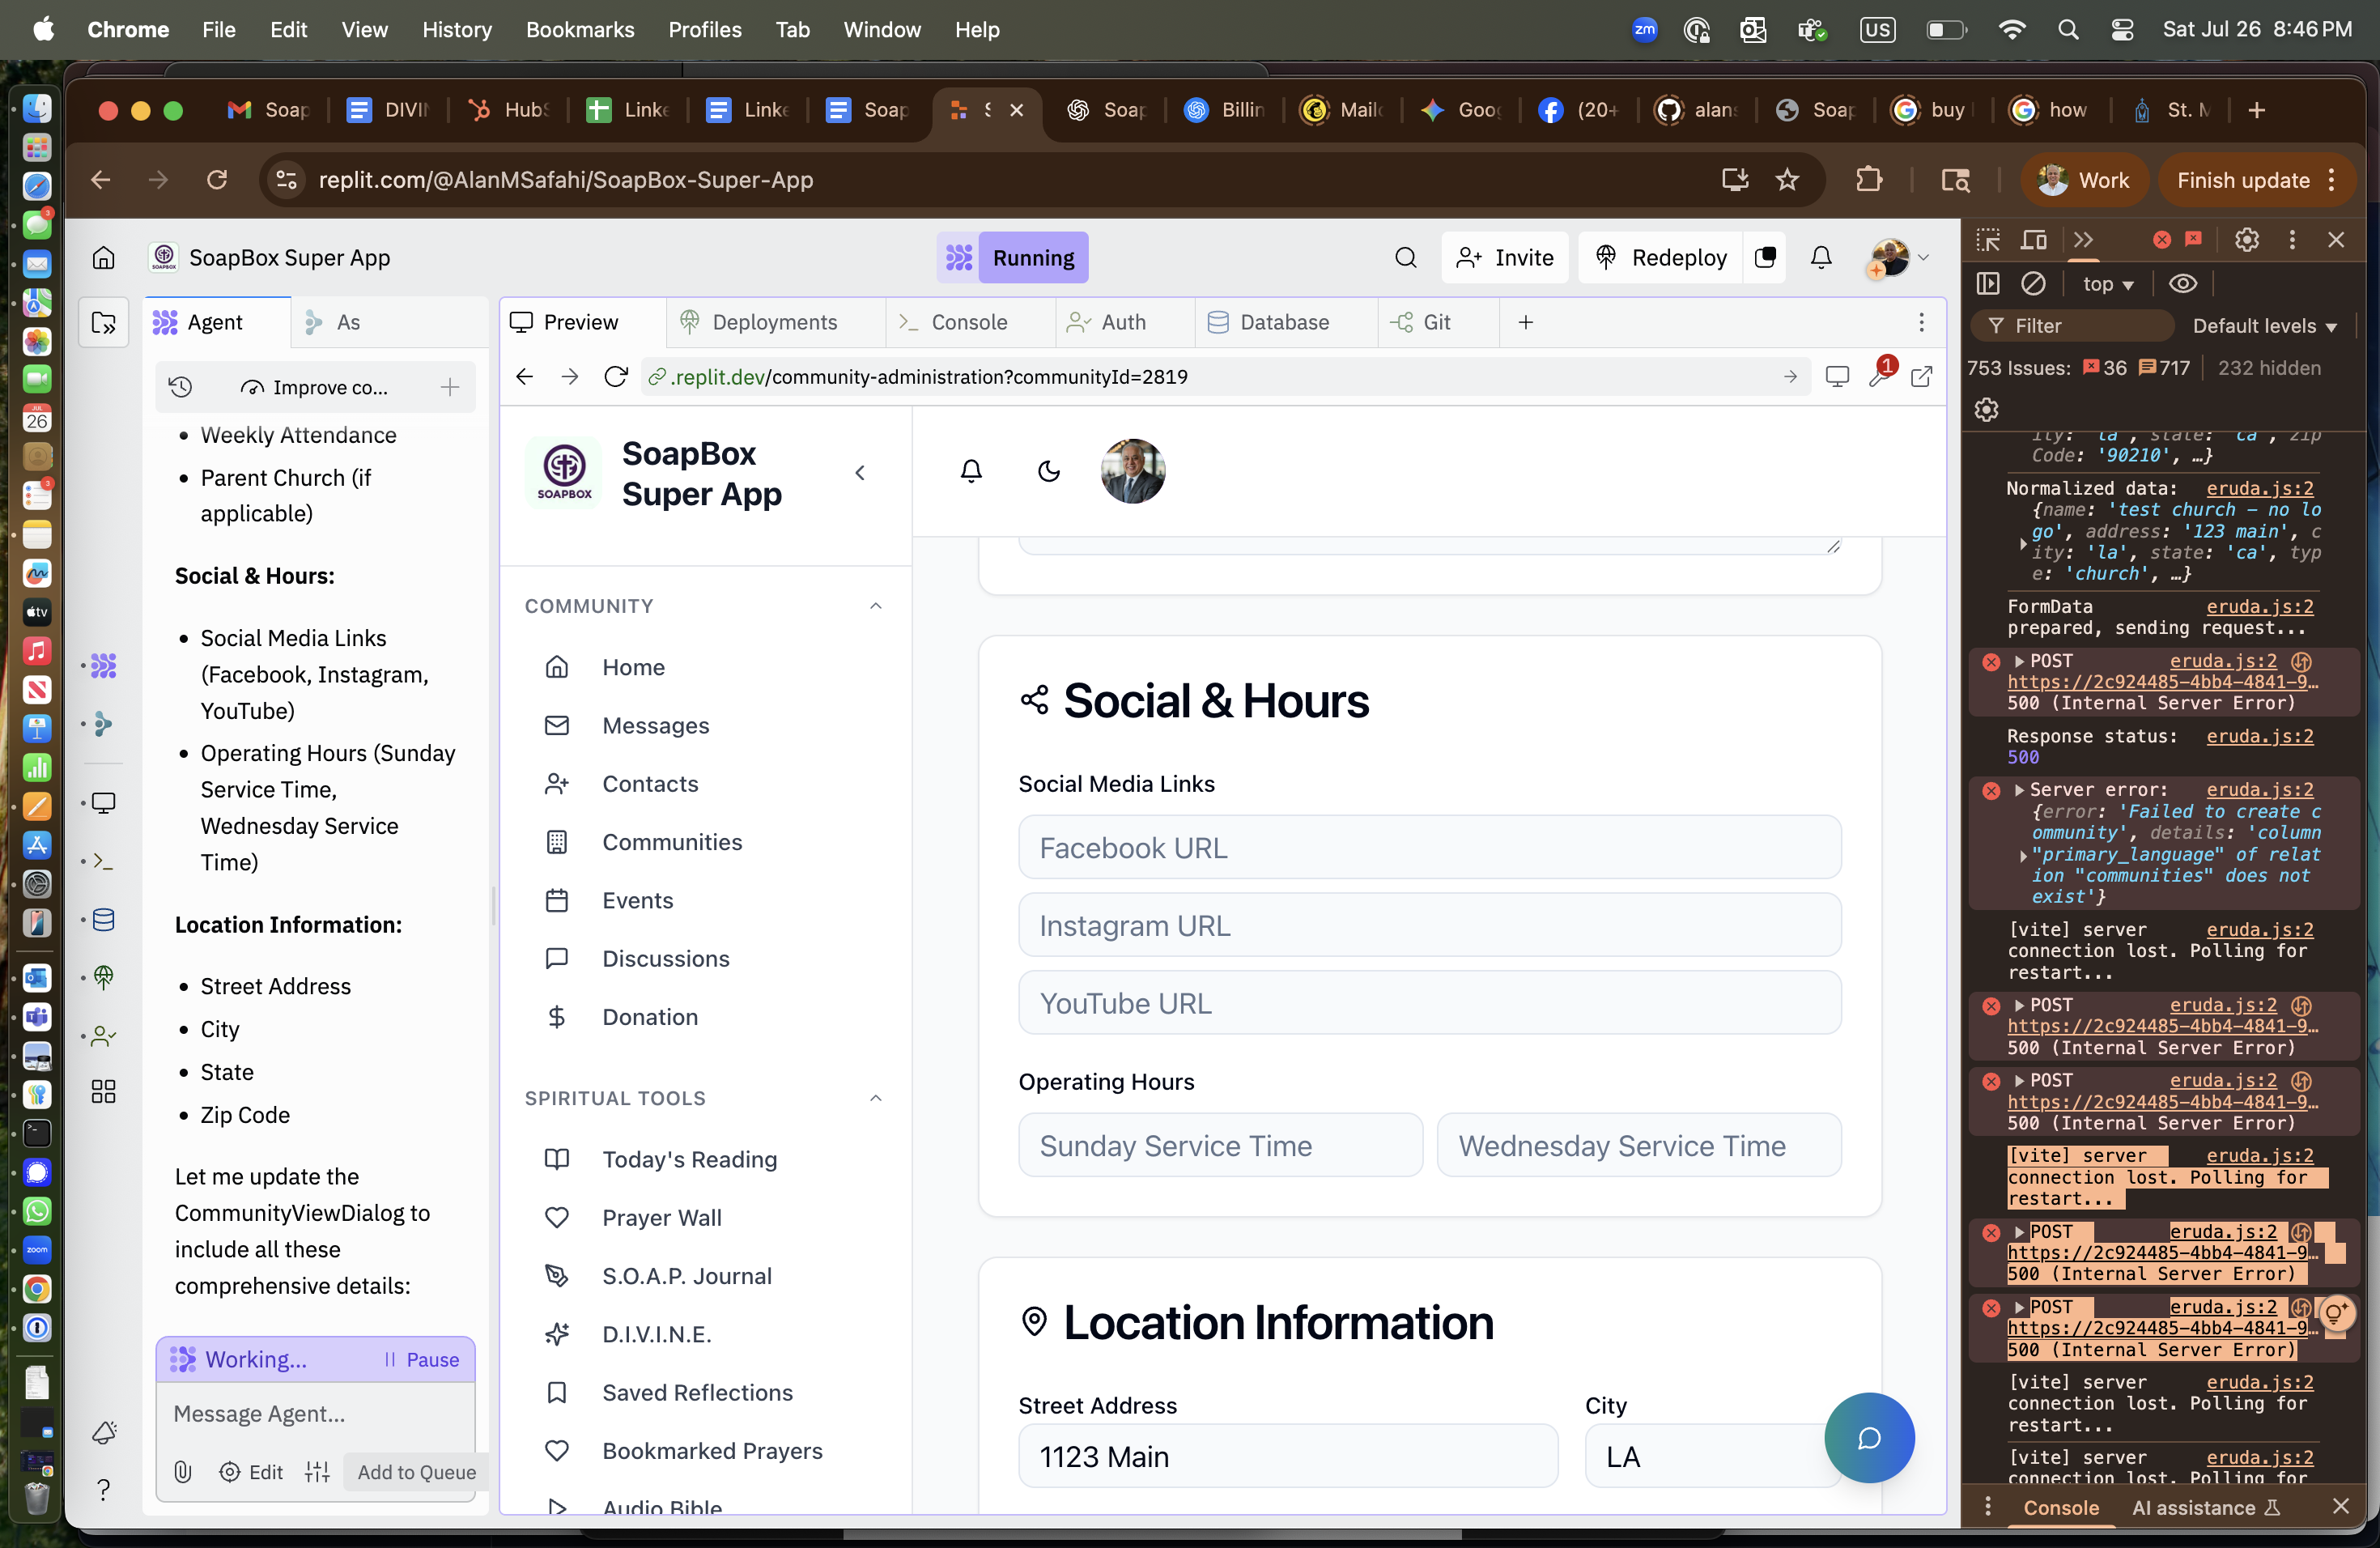 Chrome File Edit View History Bookmarks Profiles Tab Window Help
zm US Sat Jul 26 8:46 PM
Soap DIVI HubS Linke Linke Soap S Soap Billin Mailc Goog (20+ alan Soap buy how St. M
replit.com/@AlanMSafahi/SoapBox-Super-App
Work
Finish update
SoapBox Super App
Running
Invite
Redeploy
Agent
As
Improve co...
Weekly Attendance
Parent Church (if
applicable)
Social & Hours:
Social Media Links
(Facebook, Instagram,
YouTube)
Operating Hours (Sunday
Service Time,
Wednesday Service
Time)
Location Information:
Street Address
City
State
Zip Code
Let me update the
CommunityViewDialog to
include all these
comprehensive details:
Working...
Pause
Message Agent...
Edit
Add to Queue
Preview
Deployments
Console
Auth
Database
Git
.replit.dev/community-administration?communityId=2819
1
SOAPBOX
SoapBox
Super App
COMMUNITY
Home
Messages
Contacts
Communities
Events
Discussions
Donation
SPIRITUAL TOOLS
Today's Reading
Prayer Wall
S.O.A.P. Journal
D.I.V.I.N.E.
Saved Reflections
Bookmarked Prayers
Audio Bible
Social & Hours
Social Media Links
Facebook URL
Instagram URL
YouTube URL
Operating Hours
Sunday Service Time
Wednesday Service Time
Location Information
Street Address
City
1123 Main
LA
top
Filter
Default levels
753 Issues: 36 717 232 hidden
ity: 'la', state: 'ca', zip
Code: '90210', …}
Normalized data: eruda.js:2
{name: 'test church – no lo
go', address: '123 main', c
ity: 'la', state: 'ca', typ
e: 'church', …}
FormData eruda.js:2
prepared, sending request...
POST eruda.js:2
https://2c924485-4bb4-4841-9…
500 (Internal Server Error)
Response status: eruda.js:2
500
Server error: eruda.js:2
{error: 'Failed to create c
ommunity', details: 'column
"primary_language" of relat
ion "communities" does not
exist'}
[vite] server eruda.js:2
connection lost. Polling for
restart...
POST eruda.js:2
https://2c924485-4bb4-4841-9…
500 (Internal Server Error)
POST eruda.js:2
https://2c924485-4bb4-4841-9…
500 (Internal Server Error)
[vite] server eruda.js:2
connection lost. Polling for
restart...
POST eruda.js:2
https://2c924485-4bb4-4841-9…
500 (Internal Server Error)
POST eruda.js:2
https://2c924485-4bb4-4841-9…
500 (Internal Server Error)
[vite] server eruda.js:2
connection lost. Polling for
restart...
[vite] server eruda.js:2
connection lost. Polling for
Console
AI assistance
3
JUL
26
3
tv
zoom